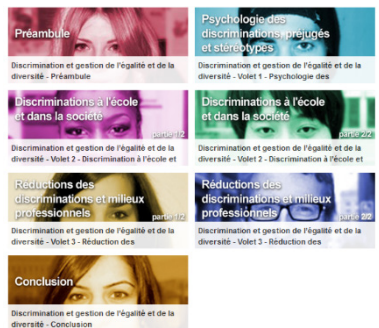 Préambule
Discrimination et gestion de l'égalité et de la
diversité - Préambule
Psychologie des
discriminations, préjugés
et stéréotypes
Discrimination et gestion de l'égalité et de la
diversité - Volet 1 - Psychologie des
Discriminations à l'école
et dans la société
partie 1/2
Discrimination et gestion de l'égalité et de la
diversité - Volet 2 - Discrimination à l'école et
Discriminations à l'école
et dans la société
partie 2/2
Discrimination et gestion de l'égalité et de la
diversité - Volet 2 - Discrimination à l'école et
Réductions des
discriminations et milieux
professionnels
partie 1/2
Discrimination et gestion de l'égalité et de la
diversité - Volet 3 - Réduction des
Réductions des
discriminations et milieux
professionnels
partie 2/2
Discrimination et gestion de l'égalité et de la
diversité - Volet 3 - Réduction des
Conclusion
Discrimination et gestion de l'égalité et de la
diversité - Conclusion